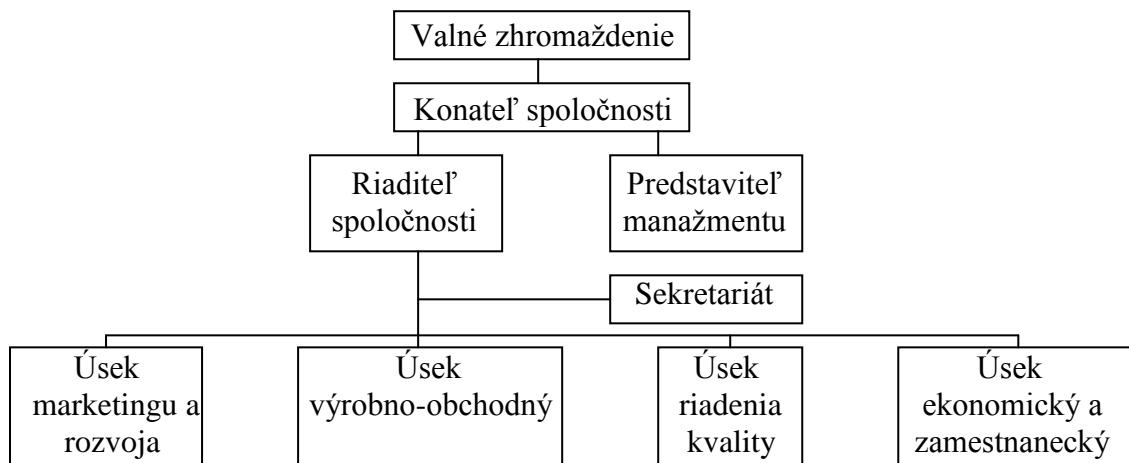 Valné zhromaždenie
Konateľ spoločnosti
Riaditeľ
spoločnosti
Predstaviteľ
manažmentu
Sekretariát
Úsek
marketingu a
rozvoja
Úsek
výrobno-obchodný
Úsek
riadenia
kvality
Úsek
ekonomický a
zamestnanecký